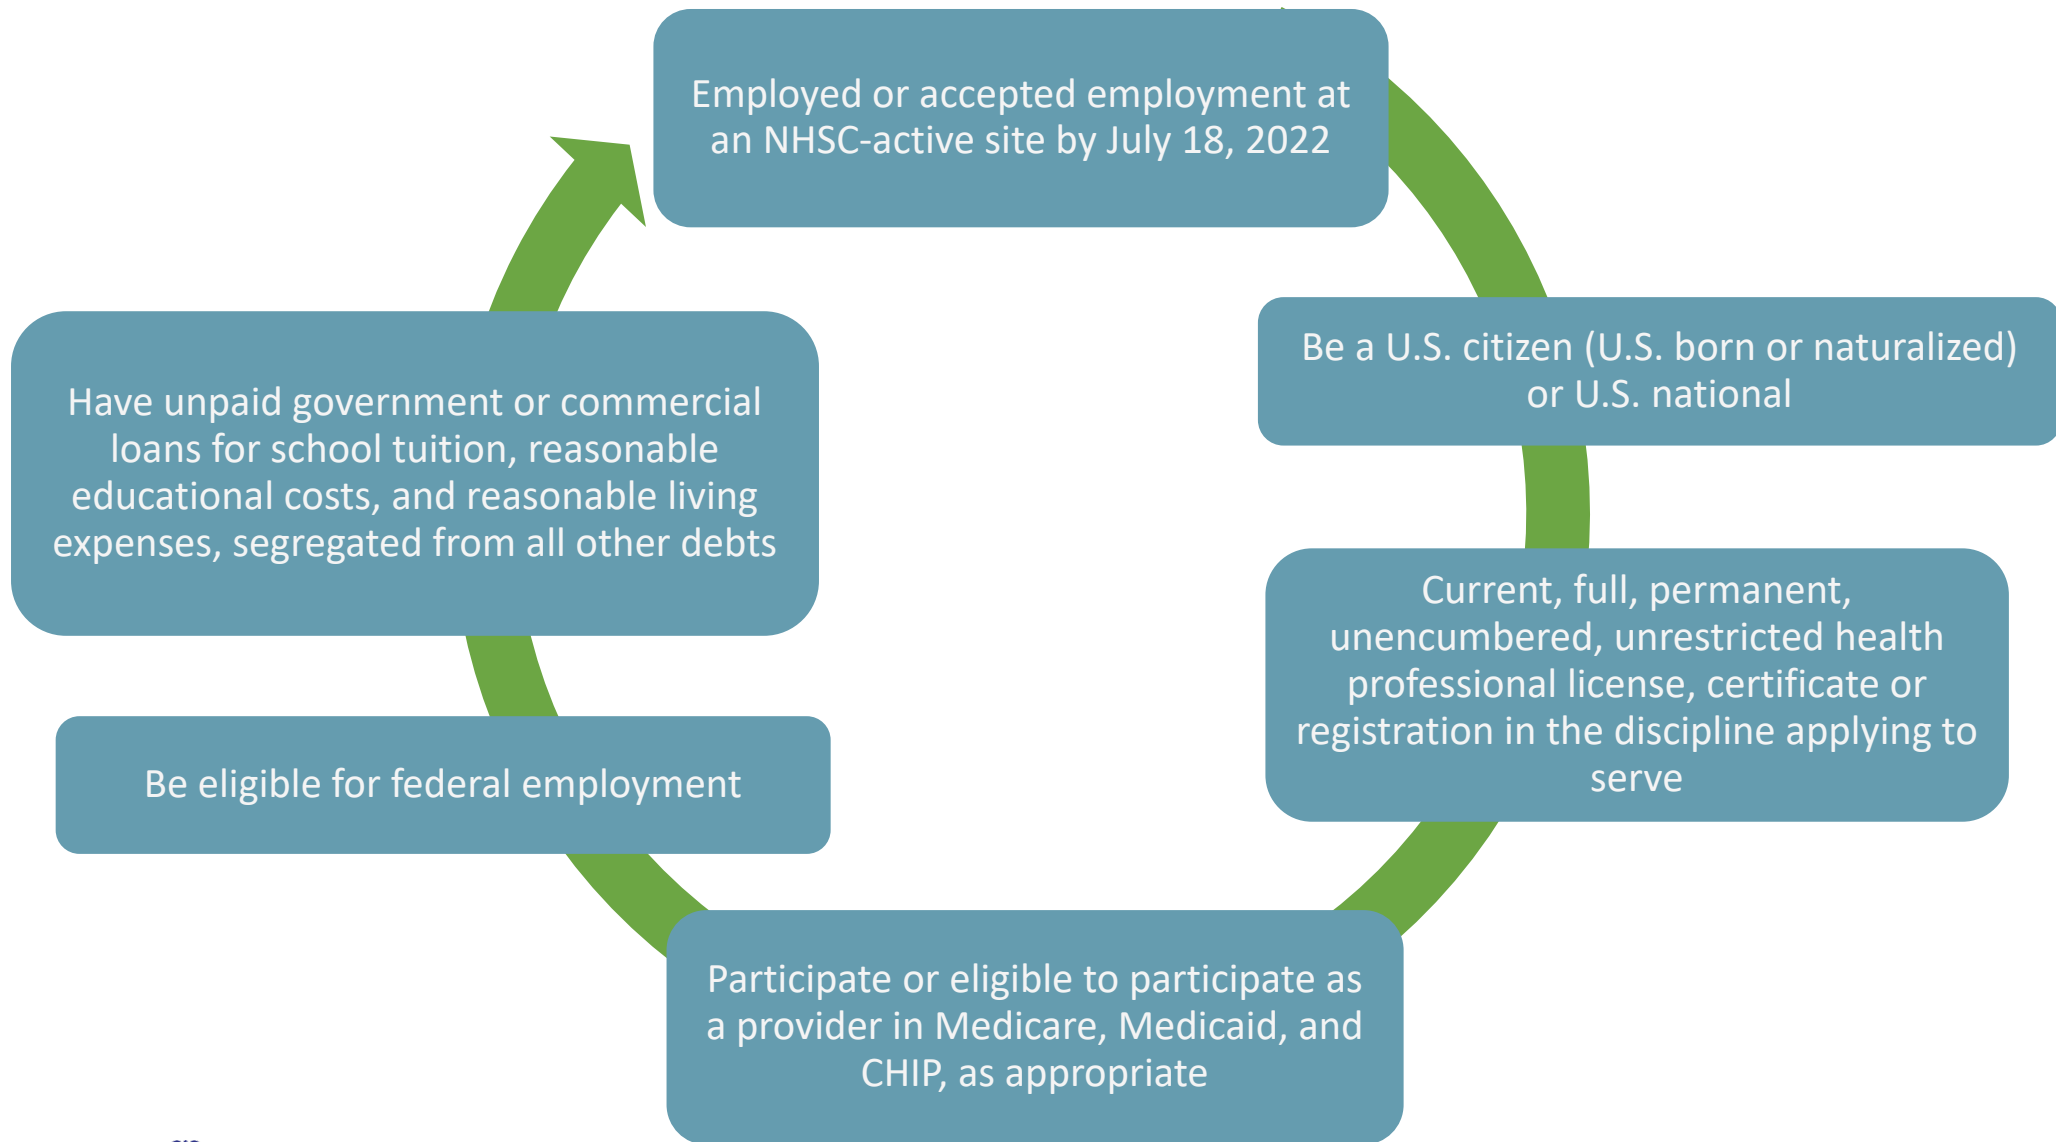 Employed or accepted employment at
an NHSC-active site by July 18, 2022
Be a U.S. citizen (U.S. born or naturalized)
or U.S. national
Current, full, permanent,
unencumbered, unrestricted health
professional license, certificate or
registration in the discipline applying to
serve
Participate or eligible to participate as
a provider in Medicare, Medicaid, and
CHIP, as appropriate
Be eligible for federal employment
Have unpaid government or commercial
loans for school tuition, reasonable
educational costs, and reasonable living
expenses, segregated from all other debts